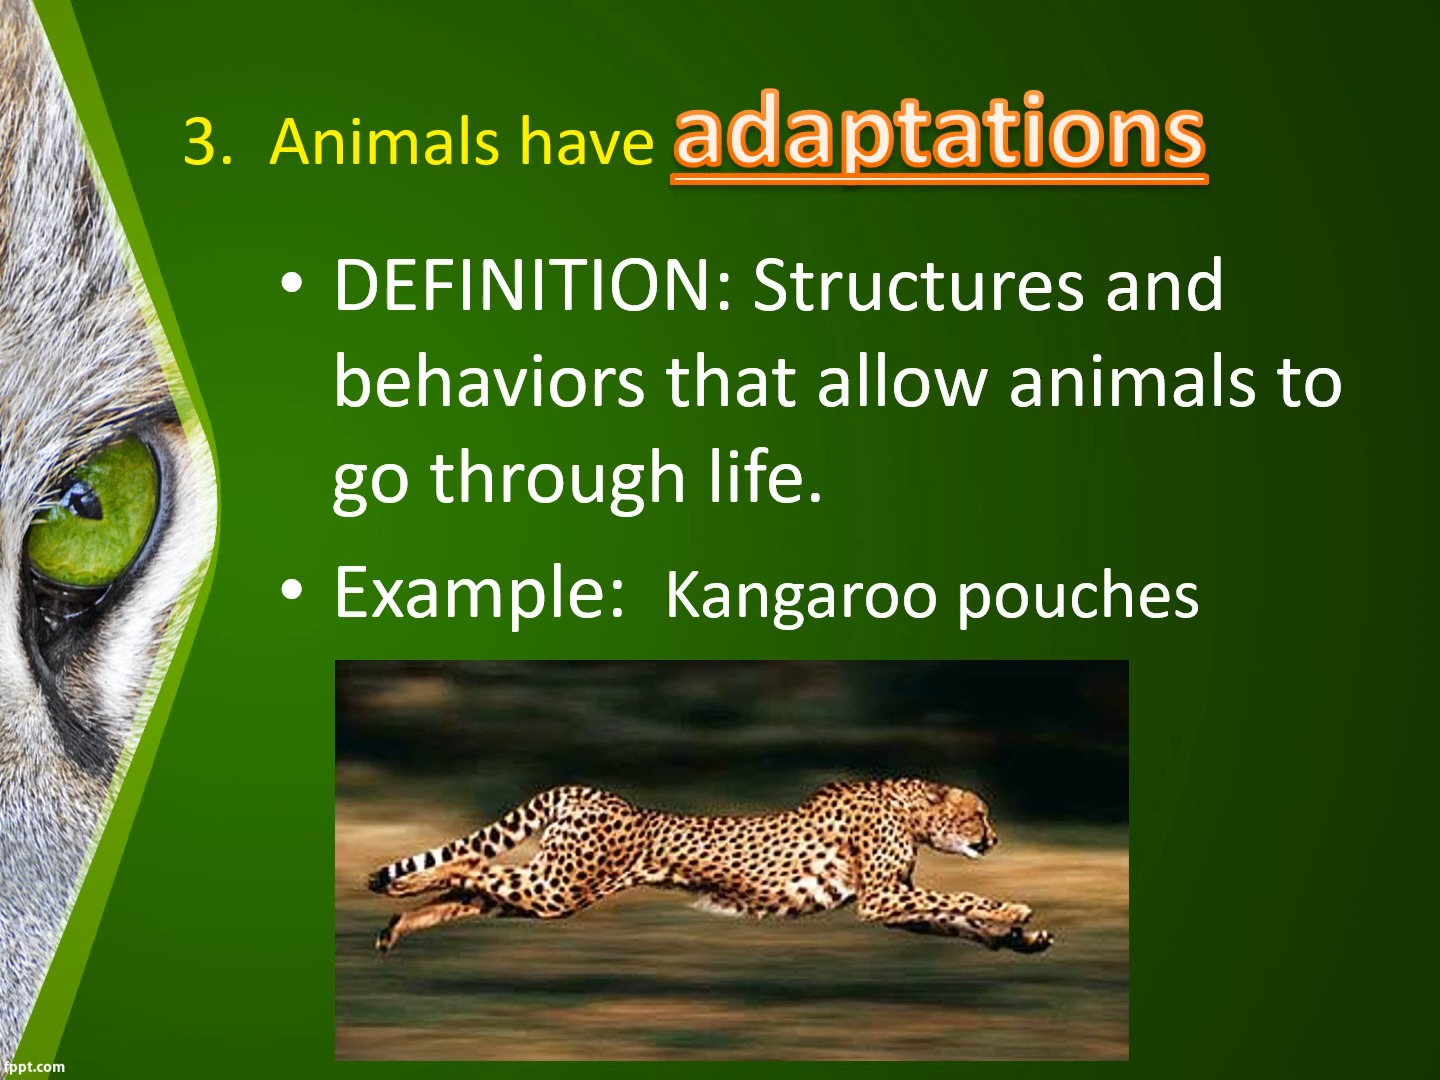 3. Animals have adaptations
• DEFINITION: Structures and
behaviors that allow animals to
go through life.
• Example: Kangaroo pouches
fppt.com